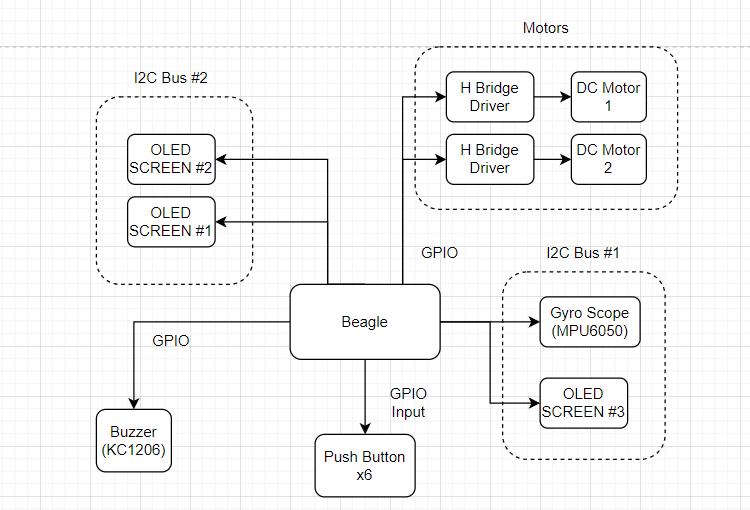 Motors
I2C Bus #2
H Bridge
Driver
DC Motor
1
OLED
SCREEN #2
H Bridge
Driver
DC Motor
2
OLED
SCREEN #1
GPIO
I2C Bus #1
Beagle
Gyro Scope
(MPU6050)
GPIO
OLED
SCREEN #3
GPIO
Input
Buzzer
(KC1206)
Push Button
x6